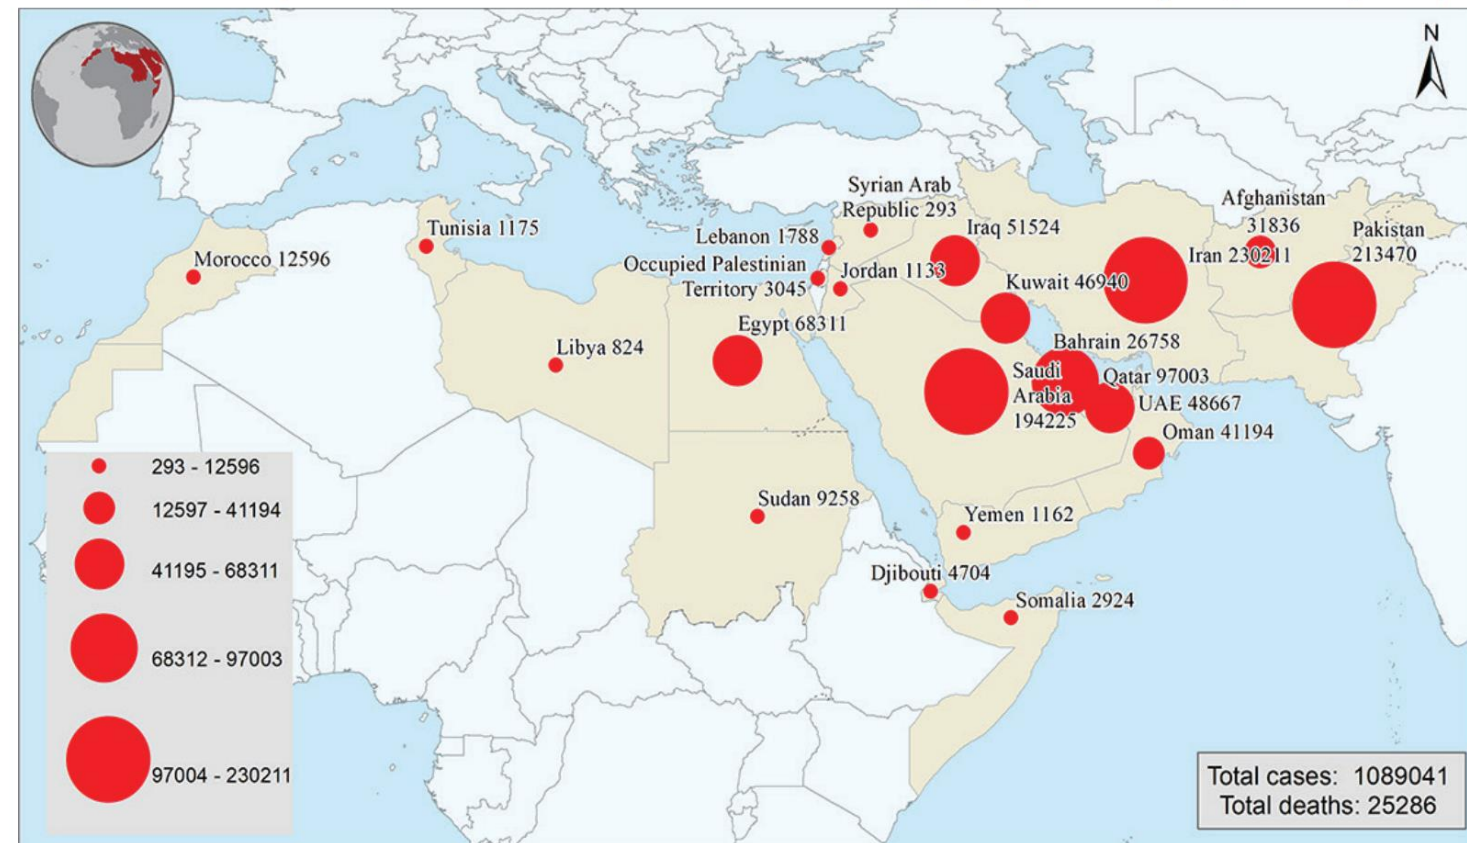 N
Syrian Arab
Republic 293
Afghanistan
31836
Tunisia 1175
Lebanon 1788
Iraq 51524
Pakistan
213470
Morocco 12596
Occupied Palestinian
Territory 3045
Jordan 1133
Iran 230211
Kuwait 46940
Egypt 68311
Libya 824
Bahrain 26758
Saudi
Arabia
194225
Qatar 97003
UAE 48667
Oman 41194
Sudan 9258
Yemen 1162
Djibouti 4704
Somalia 2924
293 - 12596
12597 - 41194
41195 - 68311
68312 - 97003
97004 - 230211
Total cases: 1089041
Total deaths: 25286